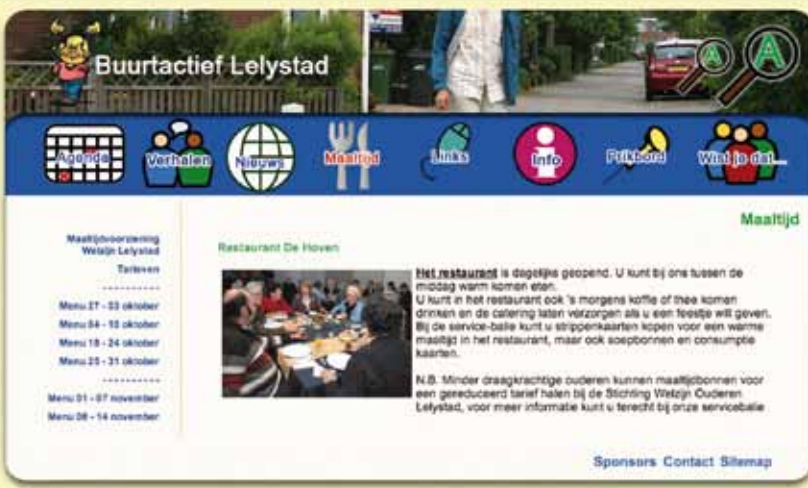 Buurtactief Lelystad
A A
Agenda Verhalen Nieuws Maaltijd Links Info Prikbord Wist je dat...
Maaltijd
Maaltijdvoorziening
Welzijn Lelystad
Tarieven
----------
Menu 27 - 03 oktober
Menu 04 - 10 oktober
Menu 18 - 24 oktober
Menu 25 - 31 oktober
----------
Menu 01 - 07 november
Menu 08 - 14 november
Restaurant De Hoven
Het restaurant is dagelijks geopend. U kunt bij ons tussen de
middag warm komen eten.
U kunt in het restaurant ook 's morgens koffie of thee komen
drinken en de catering laten verzorgen als u een feestje wilt geven.
Bij de service-balie kunt u strippenkaarten kopen voor een warme
maaltijd in het restaurant, maar ook soepbonnen en consumptie
kaarten.
N.B. Minder draagkrachtige ouderen kunnen maaltijdbonnen voor
een gereduceerd tarief halen bij de Stichting Welzijn Ouderen
Lelystad, voor meer informatie kunt u terecht bij onze servicebalie
Sponsors Contact Sitemap